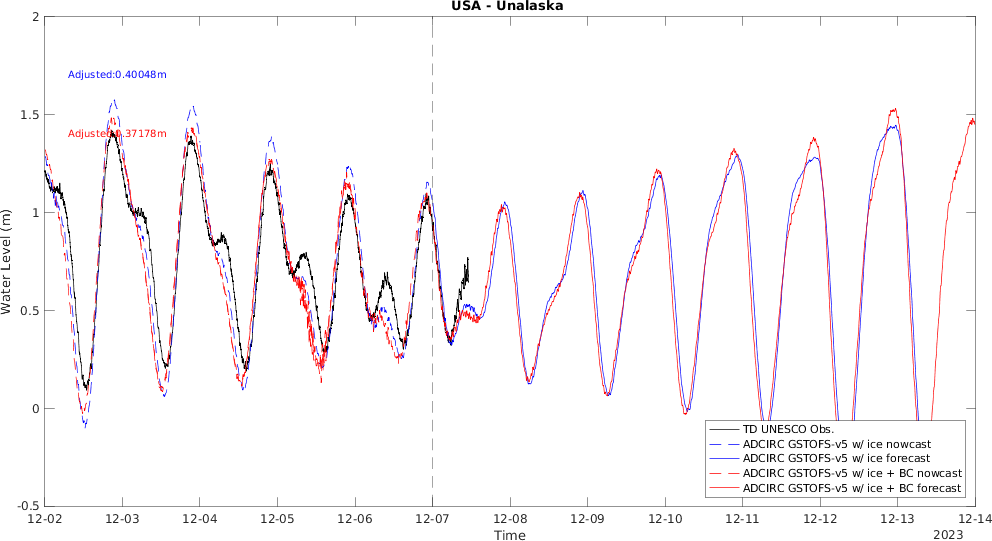 USA - Unalaska
2
1.5
1
0.5
0
-0.5
Water Level (m)
Adjusted:0.40048m
Adjusted:0.37178m
TD UNESCO Obs.
ADCIRC GSTOFS-v5 w/ ice nowcast
ADCIRC GSTOFS-v5 w/ ice forecast
ADCIRC GSTOFS-v5 w/ ice + BC nowcast
ADCIRC GSTOFS-v5 w/ ice + BC forecast
12-02 12-03 12-04 12-05 12-06 12-07 12-08 12-09 12-10 12-11 12-12 12-13 12-14
Time
2023